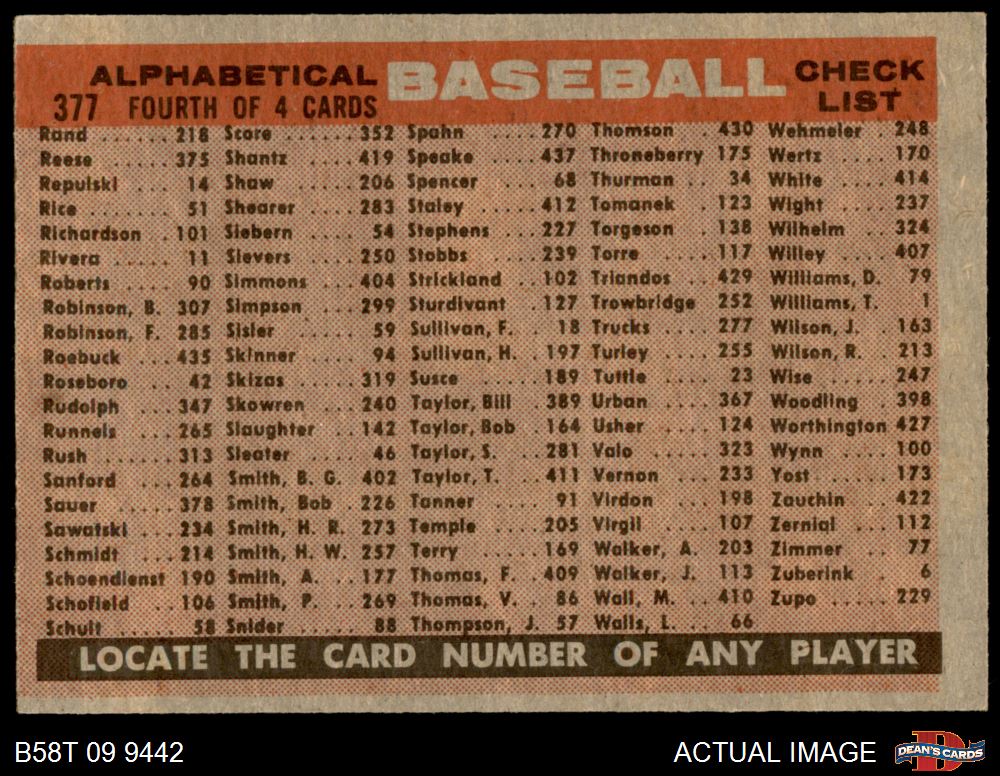 ALPHABETICAL BASEBALL CHECK
377 FOURTH OF 4 CARDS LIST
Rand ...... 218 Score ...... 352 Spahn ..... 270 Thomson . 430 Wehmeier . 248
Reese ..... 375 Shantz .... 419 Speake .... 437 Throneberry 175 Wertz .... 170
Repulski ... 14 Shaw ..... 206 Spencer ... 68 Thurman .. 34 White .... 414
Rice ....... 51 Shearer .... 283 Staley ..... 412 Tomanek . 123 Wight .... 237
Richardson . 101 Siebern .... 54 Stephens ... 227 Torgeson . 138 Wilhelm .. 324
Rivera ..... 11 Sievers .... 250 Stobbs .... 239 Torre .... 117 Willey .... 407
Roberts .... 90 Simmons ... 404 Strickland .. 102 Triandos . 429 Williams, D. 79
Robinson, B. 307 Simpson ... 299 Sturdivant .. 127 Trowbridge 252 Williams, T. 1
Robinson, F. 285 Sisler ..... 59 Sullivan, F. . 18 Trucks ... 277 Wilson, J. 163
Roebuck ... 435 Skinner .... 94 Sullivan, H. . 197 Turley ... 255 Wilson, R. . 213
Roseboro .. 42 Skizas ..... 319 Susce ..... 189 Tuttle .... 23 Wise ..... 247
Rudolph ... 347 Skowren ... 240 Taylor, Bill . 389 Urban .... 367 Woodling . 398
Runnels ... 265 Slaughter .. 142 Taylor, Bob . 164 Usher .... 124 Worthington 427
Rush ...... 313 Sleater .... 46 Taylor, S. .. 281 Valo ..... 323 Wynn .... 100
Sanford .... 264 Smith, B. G. 402 Taylor, T. .. 411 Vernon ... 233 Yost ..... 173
Sauer ..... 378 Smith, Bob . 226 Tanner .... 91 Virdon ... 198 Zauchin .. 422
Sawatski ... 234 Smith, H. R. 273 Temple .... 205 Virgil .... 107 Zernial ... 112
Schmidt ... 214 Smith, H. W. 257 Terry ...... 169 Walker, A. 203 Zimmer .. 77
Schoendienst 190 Smith, A. .. 177 Thomas, F. . 409 Walker, J. 113 Zuberink . 6
Schofield .. 106 Smith, P. .. 269 Thomas, V. . 86 Wall, M. . 410 Zupo ..... 229
Schult ..... 58 Snider ..... 88 Thompson, J. 57 Walls, L. .. 66
LOCATE THE CARD NUMBER OF ANY PLAYER
B58T 09 9442 ACTUAL IMAGE DEAN'S CARDS